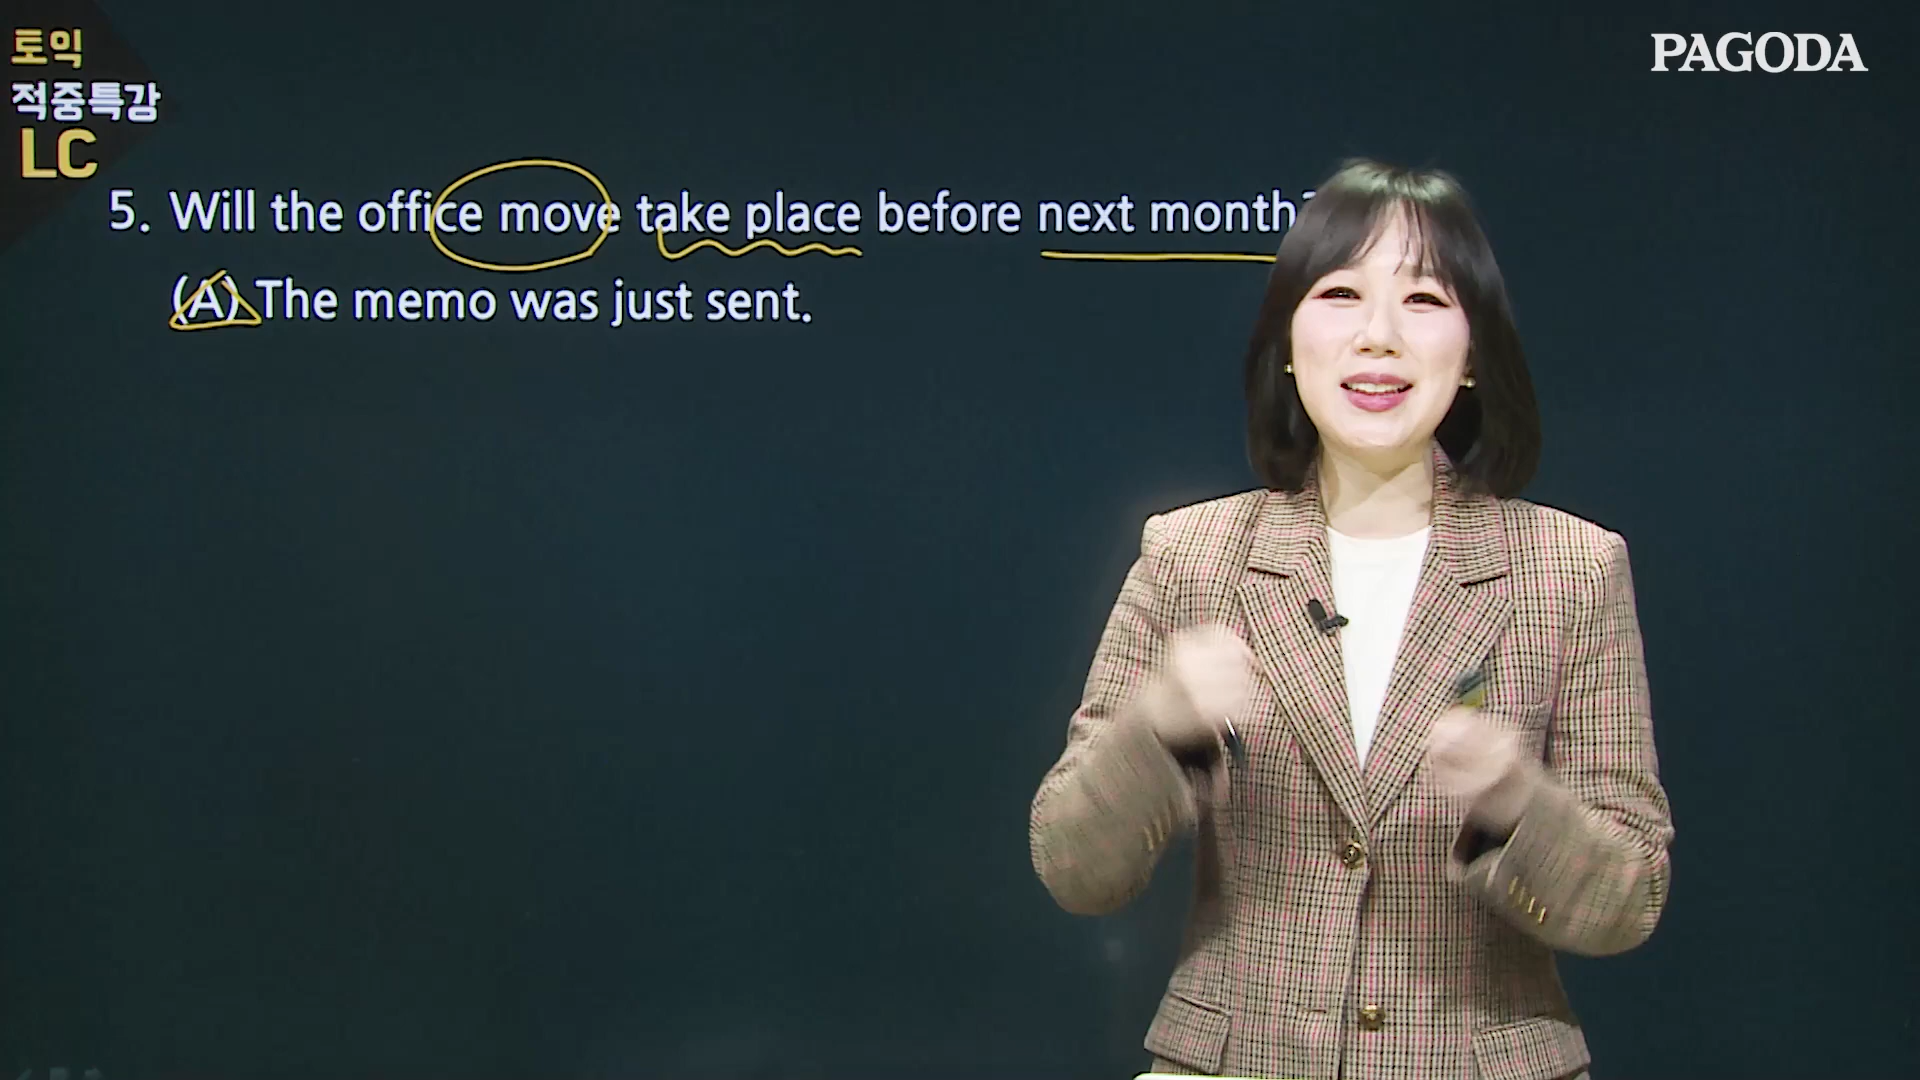 토익
적중특강
LC
PAGODA
5. Will the office move take place before next month?
(A) The memo was just sent.